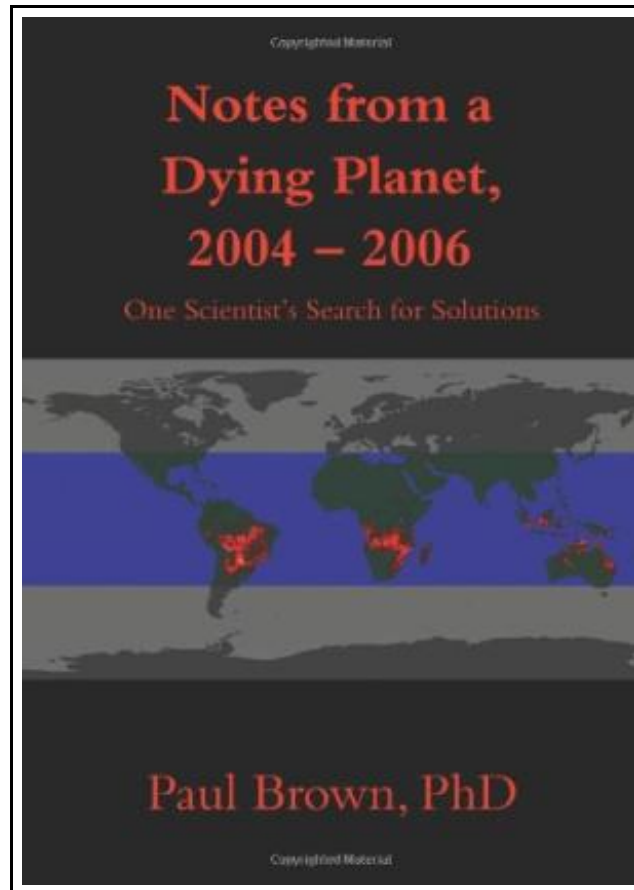 Copyrighted Material
Notes from a
Dying Planet,
2004 – 2006
One Scientist's Search for Solutions
Paul Brown, PhD
Copyrighted Material